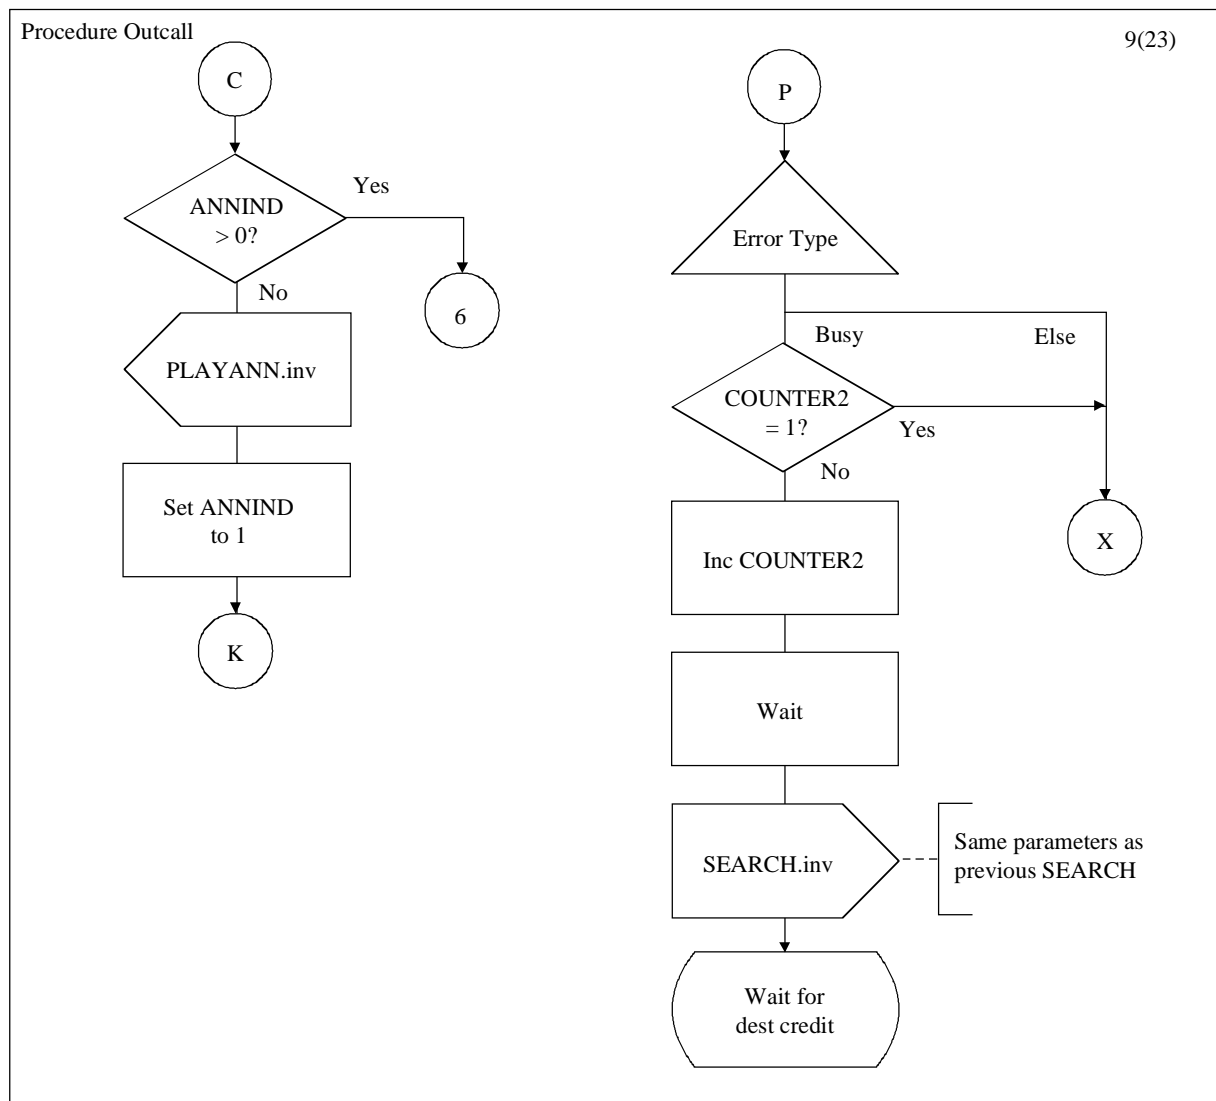 Procedure Outcall
9(23)
C
ANNIND
> 0?
Yes
No
6
PLAYANN.inv
Set ANNIND
to 1
K
P
Error Type
Busy
Else
COUNTER2
= 1?
Yes
No
X
Inc COUNTER2
Wait
SEARCH.inv
Same parameters as
previous SEARCH
Wait for
dest credit